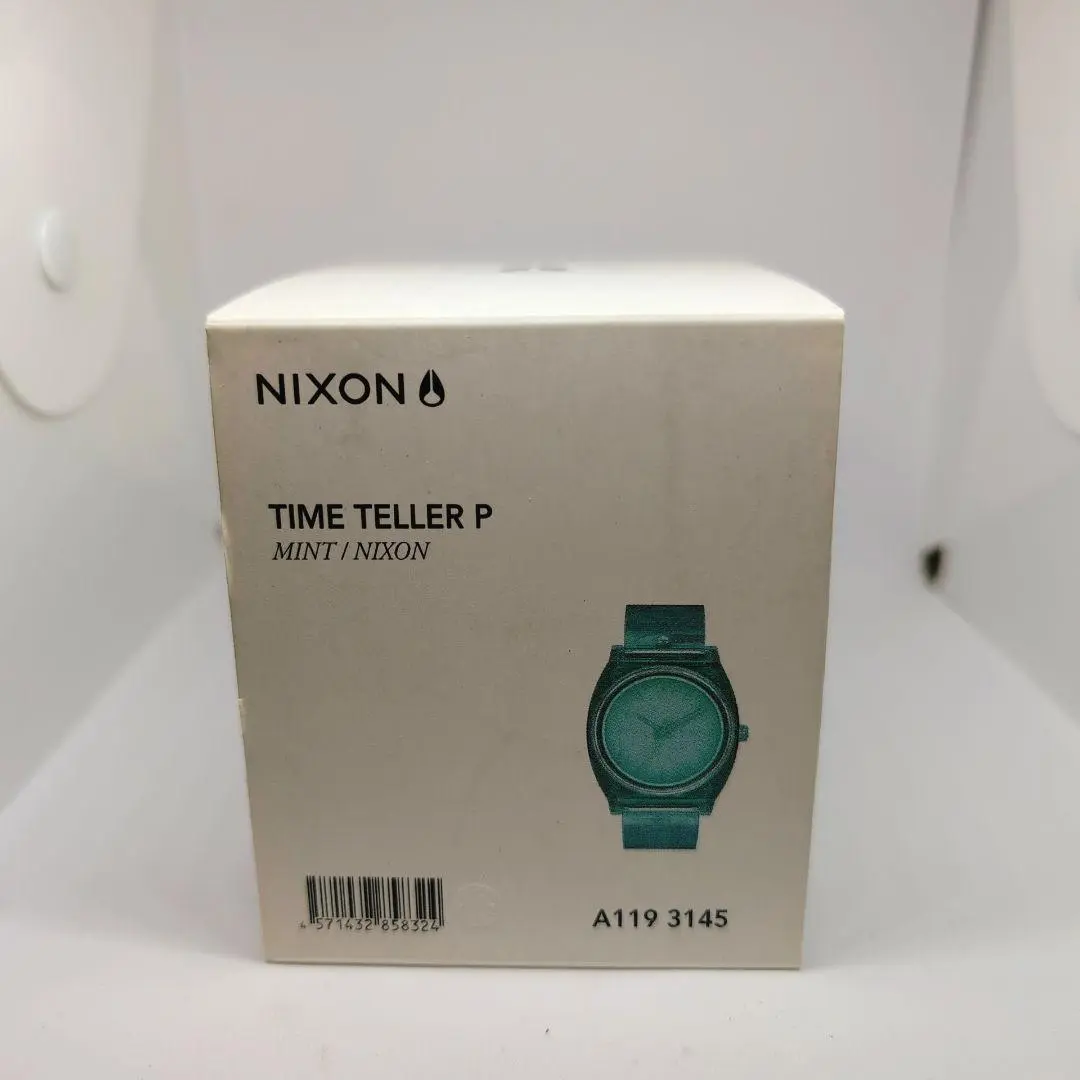 NIXON
TIME TELLER P
MINT / NIXON
4 571432 858324
A119 3145